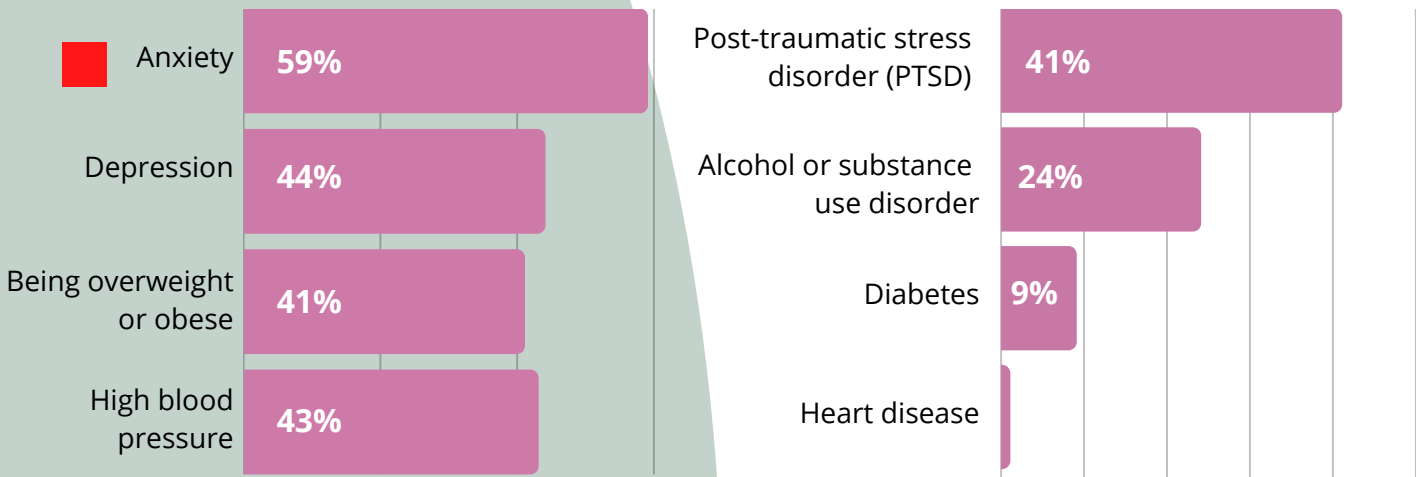 Anxiety
59%
Depression
44%
Being overweight
or obese
41%
High blood
pressure
43%
Post-traumatic stress
disorder (PTSD)
41%
Alcohol or substance
use disorder
24%
Diabetes
9%
Heart disease